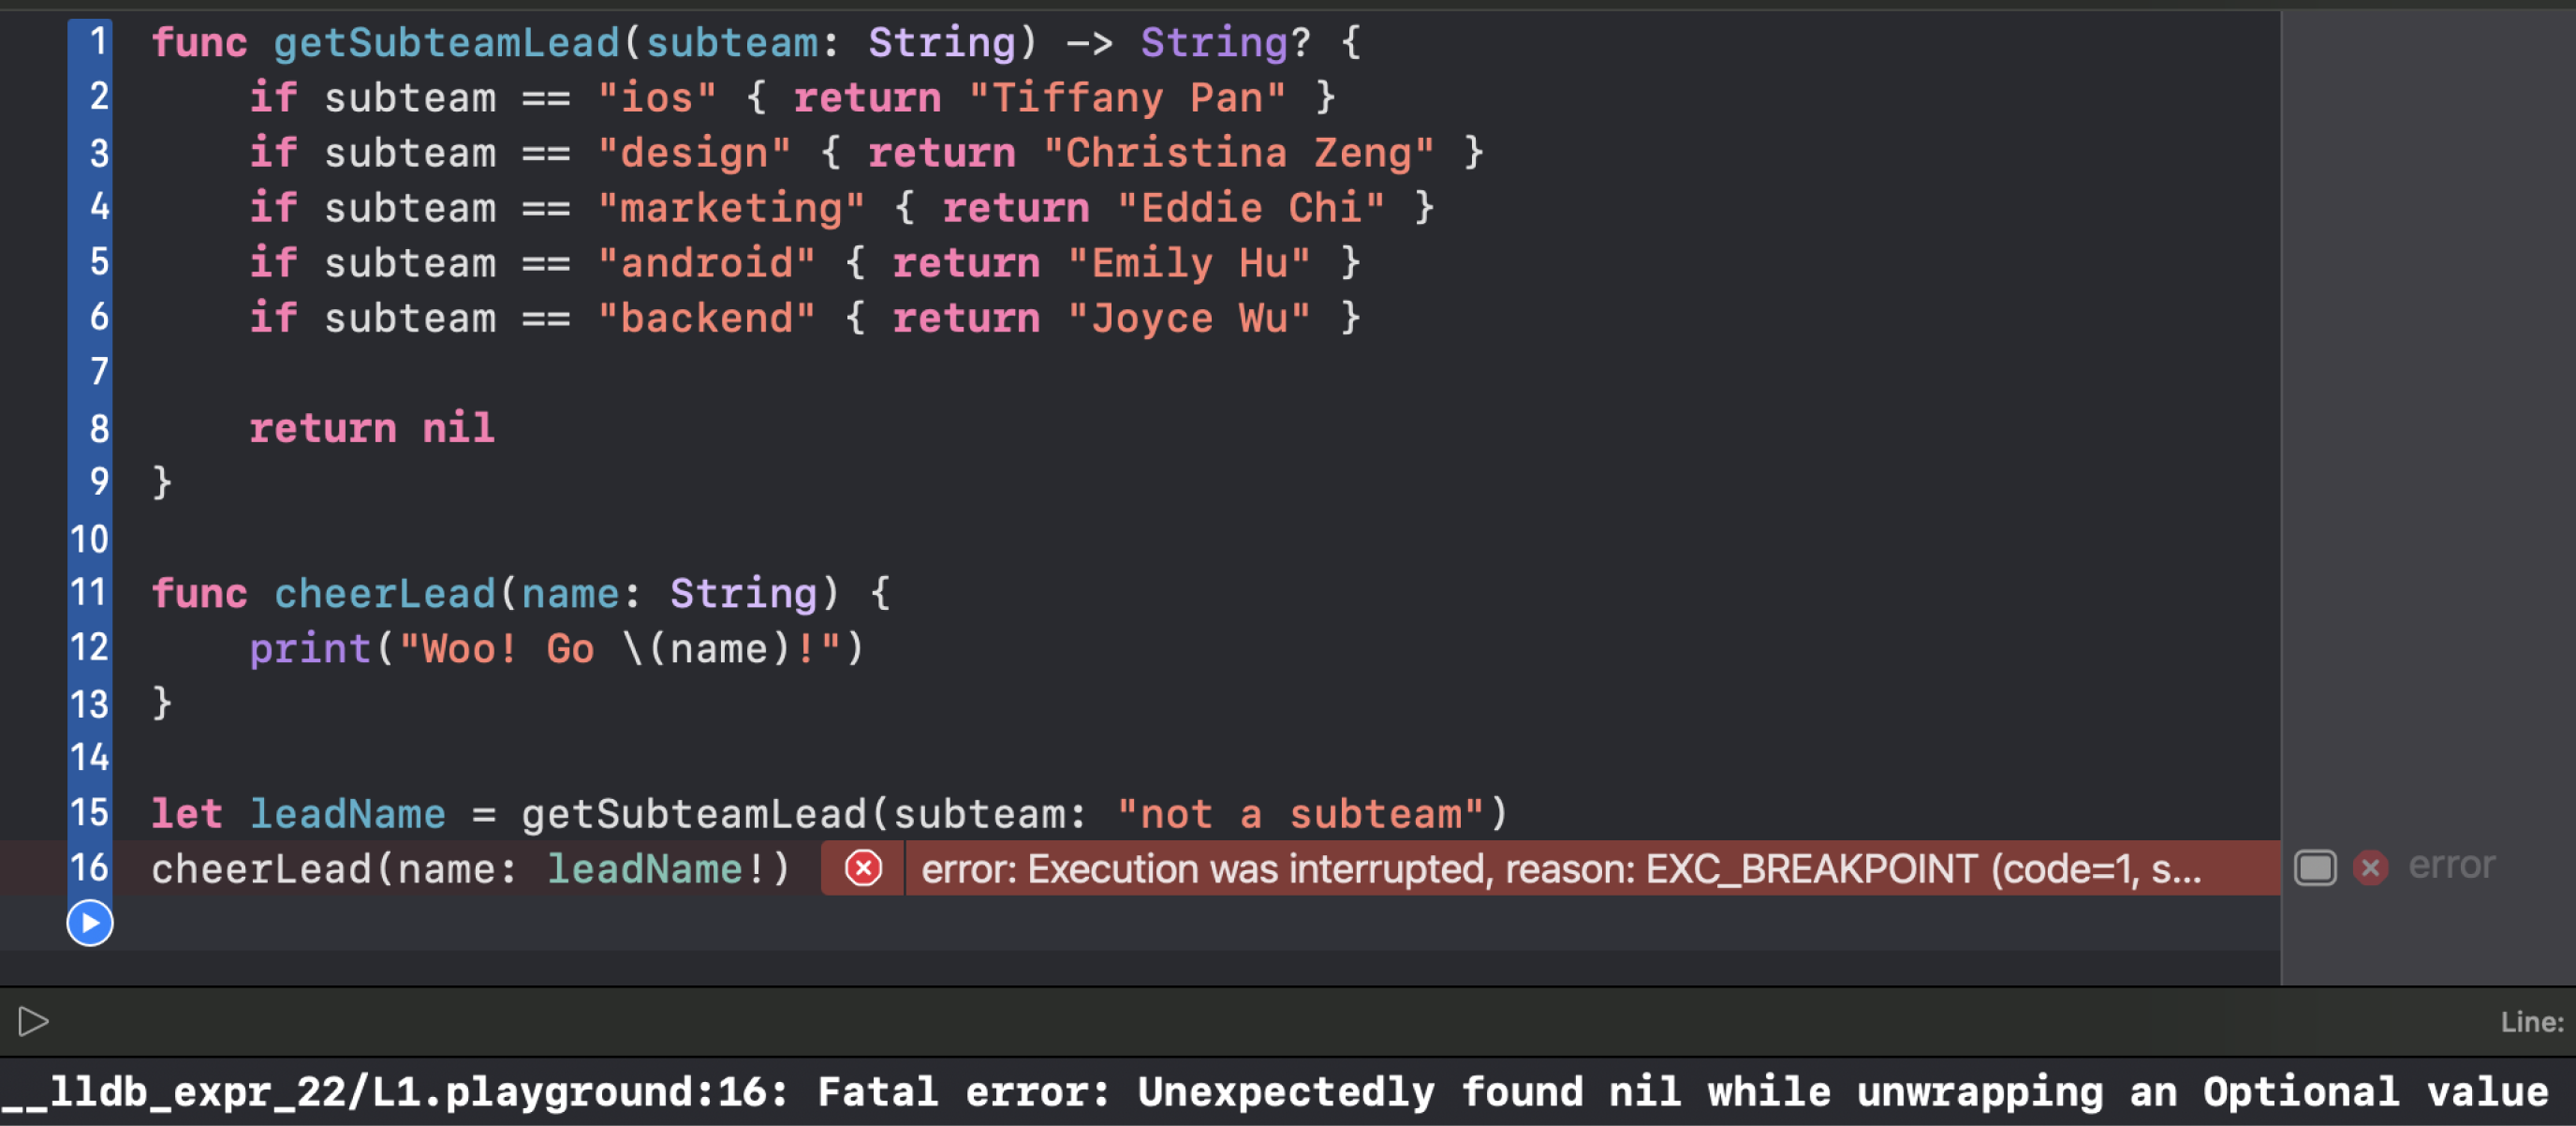 1 func getSubteamLead(subteam: String) -> String? {
2 if subteam == "ios" { return "Tiffany Pan" }
3 if subteam == "design" { return "Christina Zeng" }
4 if subteam == "marketing" { return "Eddie Chi" }
5 if subteam == "android" { return "Emily Hu" }
6 if subteam == "backend" { return "Joyce Wu" }
7
8 return nil
9 }
10
11 func cheerLead(name: String) {
12 print("Woo! Go \(name)!")
13 }
14
15 let leadName = getSubteamLead(subteam: "not a subteam")
16 cheerLead(name: leadName!) error: Execution was interrupted, reason: EXC_BREAKPOINT (code=1, s... error
Line:
__lldb_expr_22/L1.playground:16: Fatal error: Unexpectedly found nil while unwrapping an Optional value